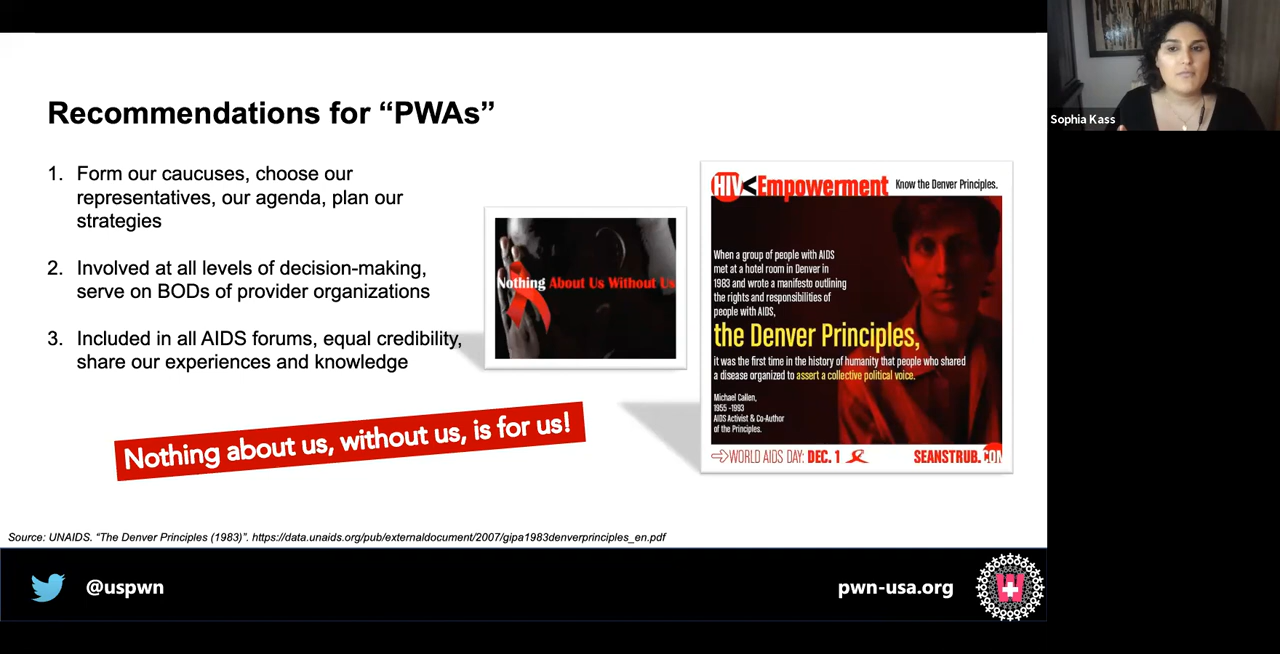 Recommendations for “PWAs”
1. Form our caucuses, choose our
representatives, our agenda, plan our
strategies
2. Involved at all levels of decision-making,
serve on BODs of provider organizations
3. Included in all AIDS forums, equal credibility,
share our experiences and knowledge
Nothing about us, without us, is for us!
Nothing About Us Without Us
HIV<Empowerment Know the Denver Principles.
When a group of people with AIDS
met at a hotel room in Denver in
1983 and wrote a manifesto outlining
the rights and responsibilities of
people with AIDS,
the Denver Principles,
it was the first time in the history of humanity that people who shared
a disease organized to assert a collective political voice.
Michael Callen,
1955 -1993
AIDS Activist & Co-Author
of the Principles.
WORLD AIDS DAY: DEC. 1 SEANSTRUB.COM
Source: UNAIDS. “The Denver Principles (1983)”. https://data.unaids.org/pub/externaldocument/2007/gipa1983denverprinciples_en.pdf
@uspwn
pwn-usa.org
W
Sophia Kass